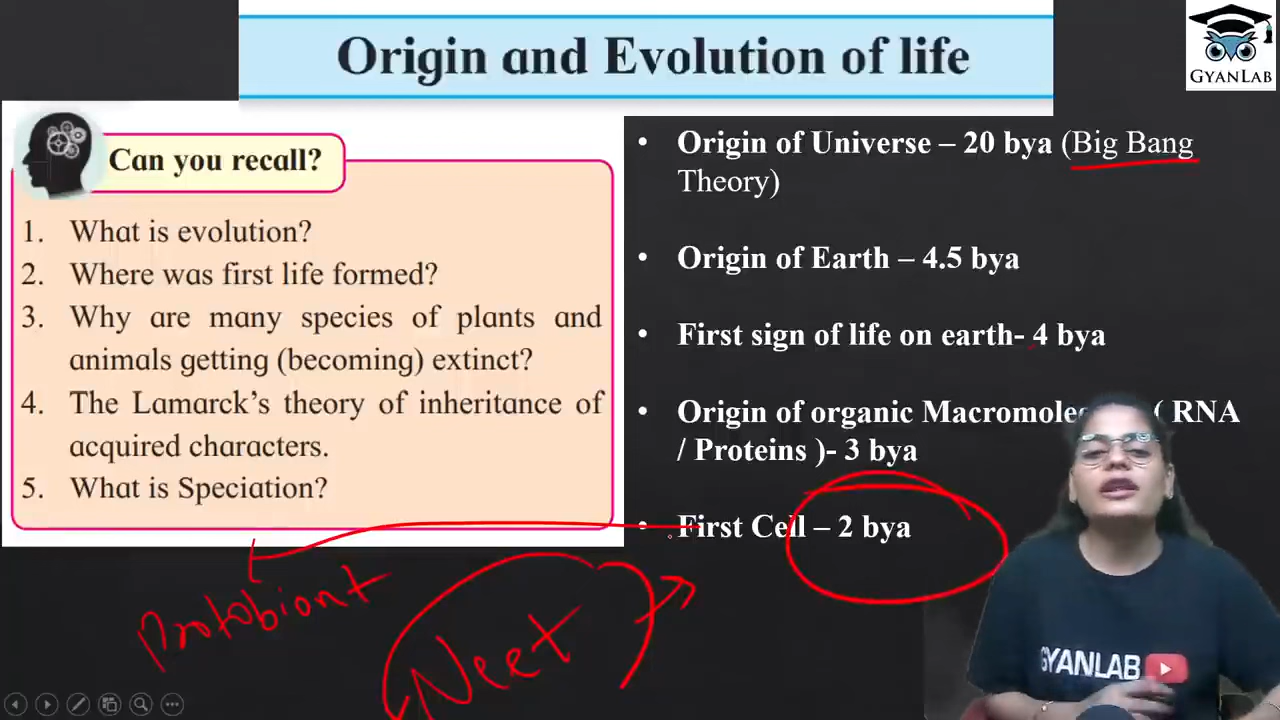 Origin and Evolution of life
GYANLAB
Can you recall?
1. What is evolution?
2. Where was first life formed?
3. Why are many species of plants and
animals getting (becoming) extinct?
4. The Lamarck's theory of inheritance of
acquired characters.
5. What is Speciation?
• Origin of Universe – 20 bya (Big Bang
Theory)
• Origin of Earth – 4.5 bya
• First sign of life on earth- 4 bya
• Origin of organic ( RNA
/ Proteins )- 3 bya
• First Cell – 2 bya
Protobiont
Neet
GYANLAB